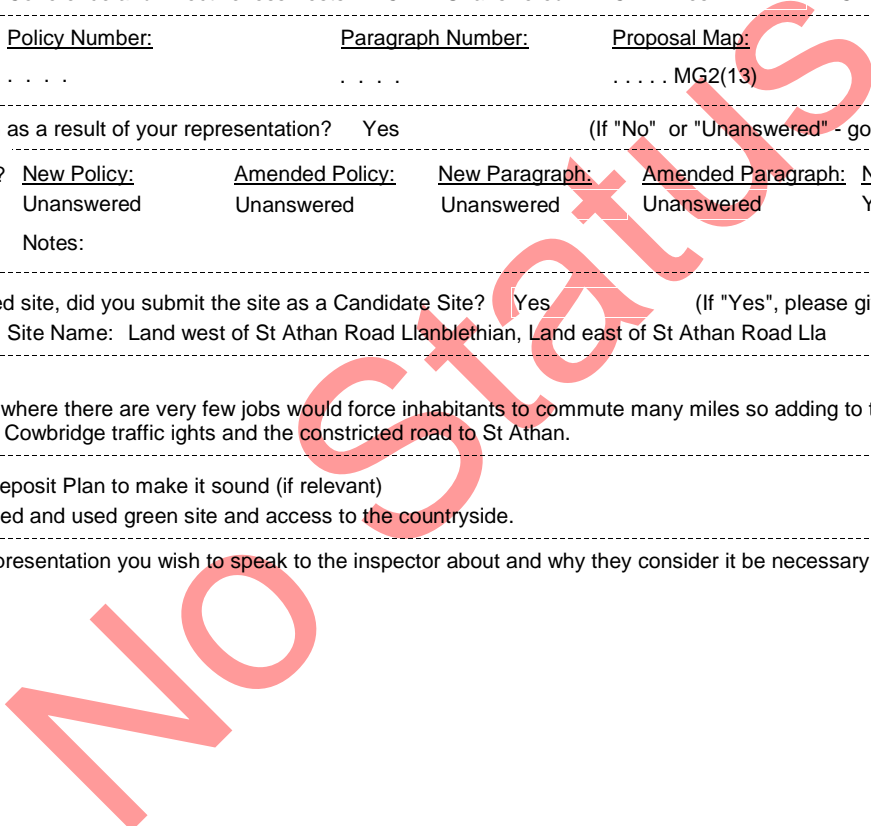 Policy Number: Paragraph Number: Proposal Map:
. . . . . . . . . . . . . MG2(13)
as a result of your representation? Yes (If "No" or "Unanswered" - go
? New Policy: Amended Policy: New Paragraph: Amended Paragraph: N
Unanswered Unanswered Unanswered Unanswered Y
Notes:
ed site, did you submit the site as a Candidate Site? Yes (If "Yes", please gi
Site Name: Land west of St Athan Road Llanblethian, Land east of St Athan Road Lla
where there are very few jobs would force inhabitants to commute many miles so adding to t
Cowbridge traffic ights and the constricted road to St Athan.
eposit Plan to make it sound (if relevant)
ed and used green site and access to the countryside.
presentation you wish to speak to the inspector about and why they consider it be necessary
No Status